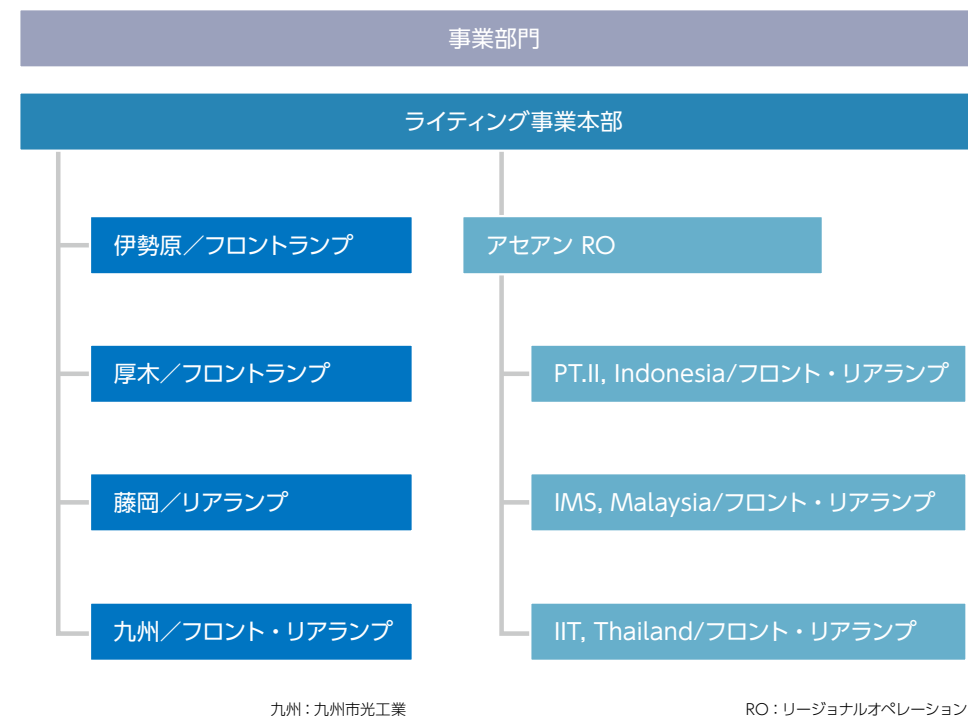 事業部門
ライティング事業本部
伊勢原／フロントランプ
厚木／フロントランプ
藤岡／リアランプ
九州／フロント・リアランプ
アセアン RO
PT.II, Indonesia/フロント・リアランプ
IMS, Malaysia/フロント・リアランプ
IIT, Thailand/フロント・リアランプ
九州：九州市光工業
RO：リージョナルオペレーション